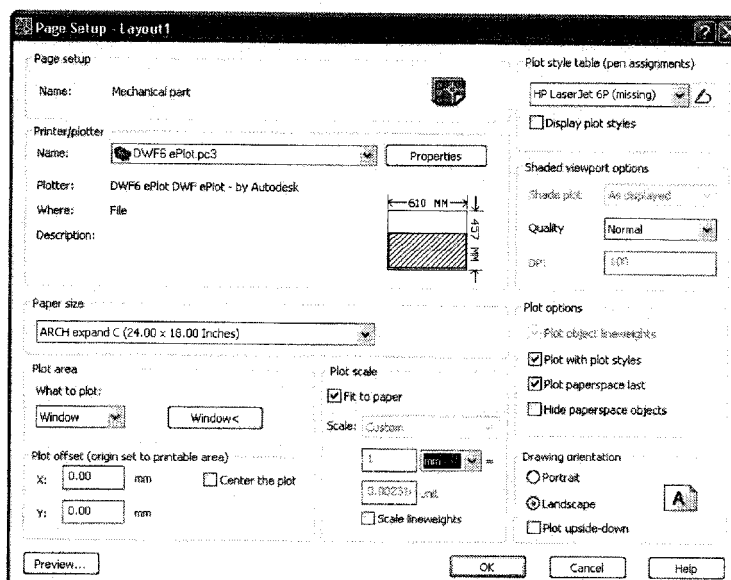 Page Setup - Layout1
Page setup
Name: Mechanical part
Printer/plotter
Name: DWF6 ePlot.pc3 Properties
Plotter: DWF6 ePlot DWF ePlot - by Autodesk
Where: File
Description:
610 MM
457 MM
Paper size
ARCH expand C (24.00 x 18.00 Inches)
Plot area
What to plot:
Window Window<
Plot offset (origin set to printable area)
X: 0.00 mm Center the plot
Y: 0.00 mm
Plot scale
Fit to paper
Scale: Custom
1 mm =
unit
Scale lineweights
Plot style table (pen assignments)
HP LaserJet 6P (missing)
Display plot styles
Shaded viewport options
Shade plot As displayed
Quality Normal
100
Plot options
Plot object lineweights
Plot with plot styles
Plot paperspace last
Hide paperspace objects
Drawing orientation
Portrait
Landscape
A
Plot upside-down
Preview... OK Cancel Help